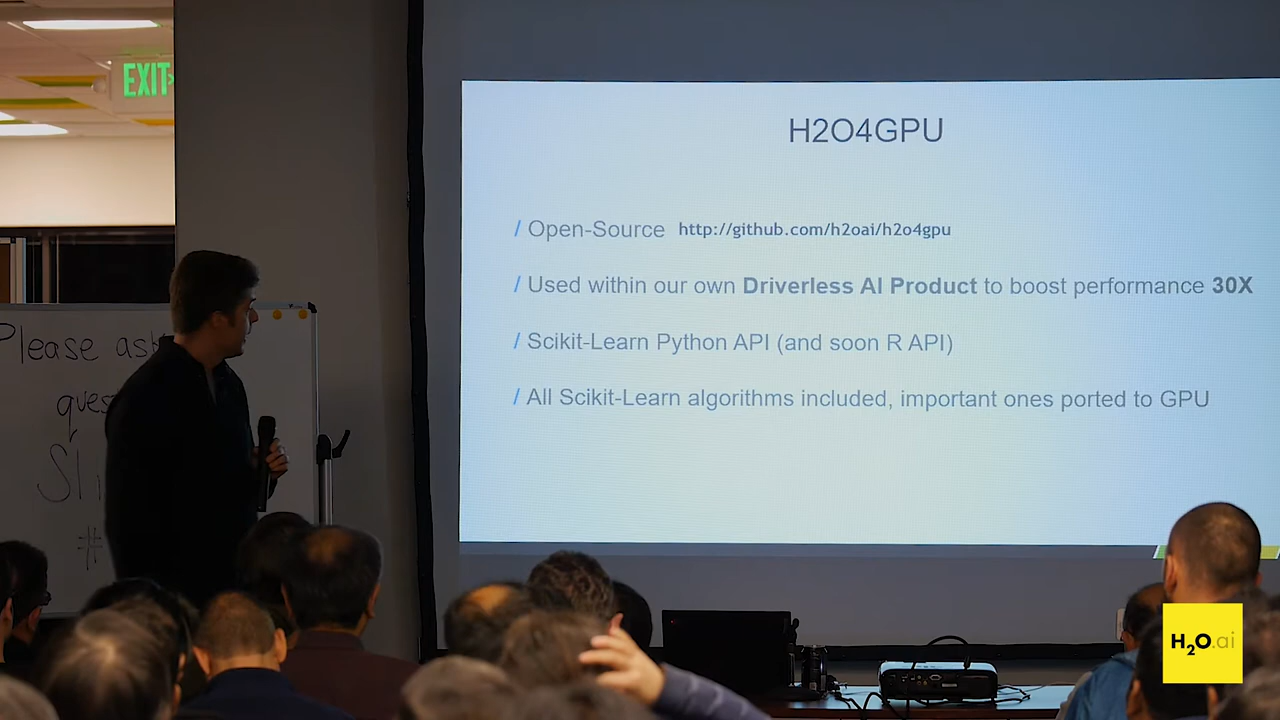 EXIT
H2O4GPU
/ Open-Source http://github.com/h2oai/h2o4gpu
/ Used within our own Driverless AI Product to boost performance 30X
/ Scikit-Learn Python API (and soon R API)
/ All Scikit-Learn algorithms included, important ones ported to GPU
Please ask
ques
Sli
#
H2O.ai